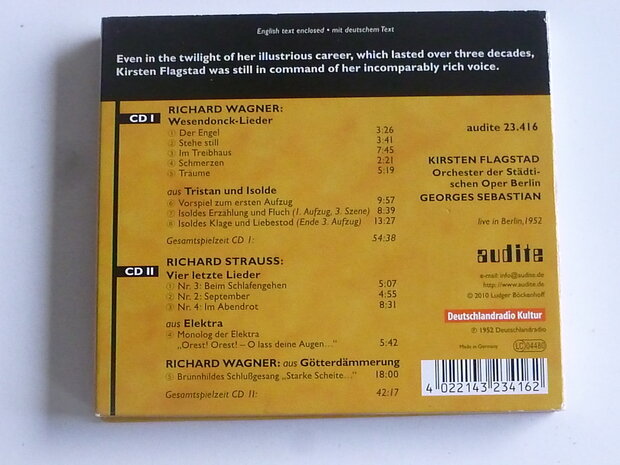 English text enclosed • mit deutschem Text
Even in the twilight of her illustrious career, which lasted over three decades,
Kirsten Flagstad was still in command of her incomparably rich voice.
CD I
RICHARD WAGNER:
Wesendonck-Lieder
① Der Engel 3:26
② Stehe still 3:41
③ Im Treibhaus 7:45
④ Schmerzen 2:21
⑤ Träume 5:19
aus Tristan und Isolde
⑥ Vorspiel zum ersten Aufzug 9:57
⑦ Isoldes Erzählung und Fluch (1. Aufzug, 3. Szene) 8:39
⑧ Isoldes Klage und Liebestod (Ende 3. Aufzug) 13:27
Gesamtspielzeit CD I: 54:38
CD II
RICHARD STRAUSS:
Vier letzte Lieder
① Nr. 3: Beim Schlafengehen 5:07
② Nr. 2: September 4:55
③ Nr. 4: Im Abendrot 8:31
aus Elektra
④ Monolog der Elektra
„Orest! Orest! – O lass deine Augen…“ 5:42
RICHARD WAGNER: aus Götterdämmerung
⑤ Brünnhildes Schlußgesang „Starke Scheite…“ 18:00
Gesamtspielzeit CD II: 42:17
audite 23.416
KIRSTEN FLAGSTAD
Orchester der Städti-
schen Oper Berlin
GEORGES SEBASTIAN
live in Berlin, 1952
audite
e-mail: info@audite.de
http://www.audite.de
© 2010 Ludger Böckenhoff
Deutschlandradio Kultur
℗ 1952 Deutschlandradio
Made in Germany
LC 04480
4 022143 234162